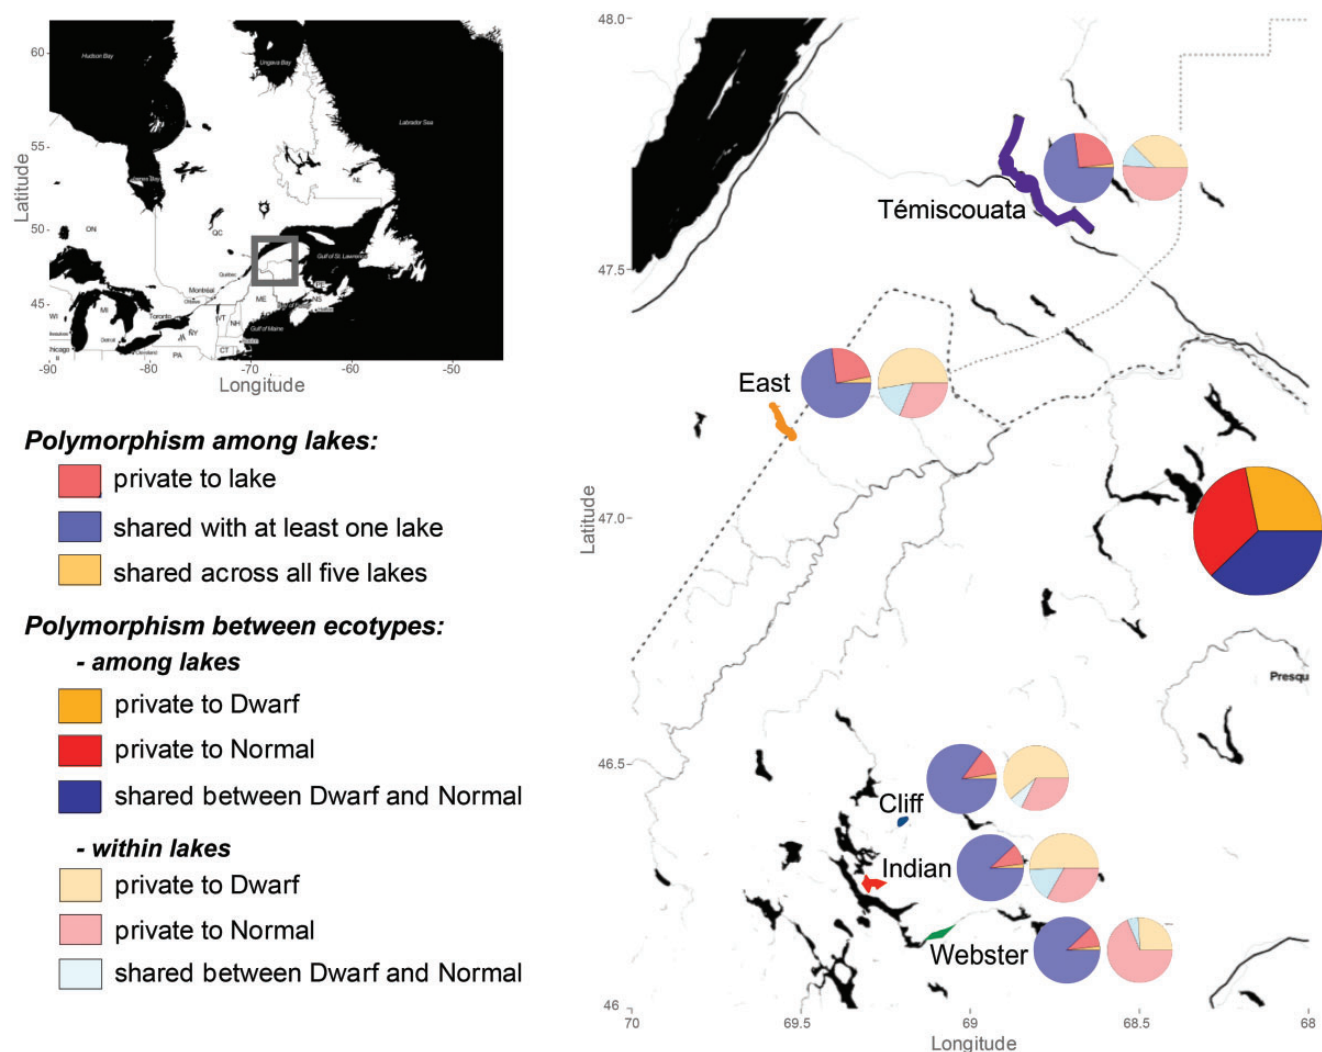 60
55
50
45
Latitude
Hudson Bay
Ungava Bay
Labrador Sea
James Bay
NL
ON
QC
Gulf of St. Lawrence
Québec
Montréal
Ottawa
ME
NS
WI
MI
Toronto
VT
NH
NY
Gulf of Maine
Detroit
Cleveland
PA
CT
-90
-80
-70
-60
-50
Longitude
Polymorphism among lakes:
private to lake
shared with at least one lake
shared across all five lakes
Polymorphism between ecotypes:
- among lakes
private to Dwarf
private to Normal
shared between Dwarf and Normal
- within lakes
private to Dwarf
private to Normal
shared between Dwarf and Normal
48.0
47.5
47.0
46.5
46
Latitude
Témiscouata
East
Presqu
Cliff
Indian
Webster
70
69.5
69
68.5
68
Longitude